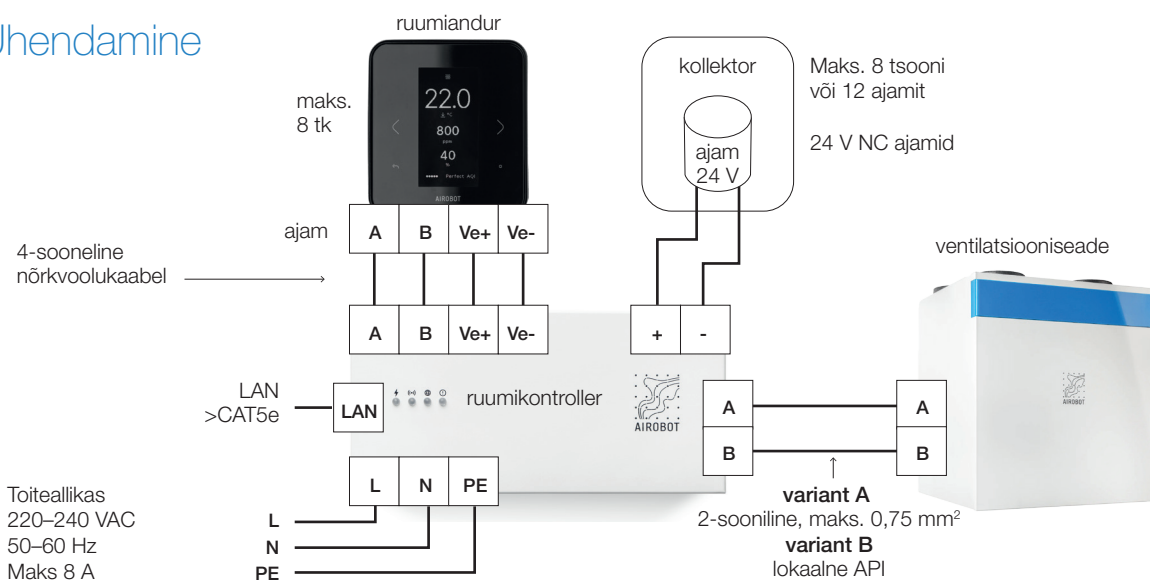 Ühendamine
ruumiandur
maks.
8 tk
22.0
°C
800
ppm
40
%
Perfect AQI
AIROBOT
kollektor
ajam
24 V
Maks. 8 tsooni
või 12 ajamit
24 V NC ajamid
ajam
A B Ve+ Ve-
4-sooneline
nõrkvoolukaabel
A B Ve+ Ve-
+ -
ventilatsiooniseade
LAN
>CAT5e
LAN
ruumikontroller
AIROBOT
A A
B B
AIROBOT
L N PE
Toiteallikas
220–240 VAC
50–60 Hz
Maks 8 A
L
N
PE
variant A
2-sooniline, maks. 0,75 mm²
variant B
lokaalne API